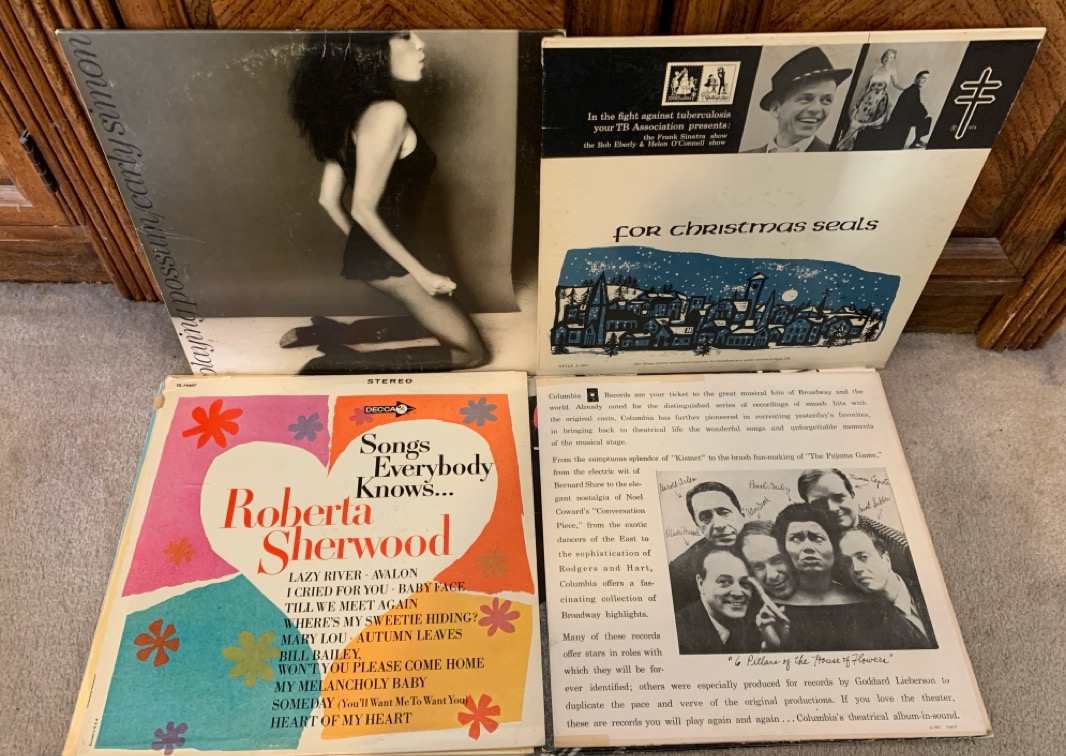 playing possum, carly simon
In the fight against tuberculosis
your TB Association presents:
the Frank Sinatra show
the Bob Eberly & Helen O'Connell show
FOR CHRISTMAS SEALS
STEREO
DECCA
Songs
Everybody
Knows...
Roberta
Sherwood
LAZY RIVER · AVALON
I CRIED FOR YOU · BABY FACE
TILL WE MEET AGAIN
WHERE'S MY SWEETIE HIDING?
MARY LOU · AUTUMN LEAVES
BILL BAILEY,
WON'T YOU PLEASE COME HOME
MY MELANCHOLY BABY
SOMEDAY (You'll Want Me To Want You)
HEART OF MY HEART
Columbia Records are your ticket to the great musical hits of Broadway and the
world. Already noted for the distinguished series of recordings of smash hits with
the original casts, Columbia has further pioneered in recreating yesterday's favorites,
in bringing back to theatrical life the wonderful songs and unforgettable moments
of the musical stage.
From the sumptuous splendor of "Kismet" to the brash fun-making of "The Pajama Game,"
from the electric wit of
Bernard Shaw to the ele-
gant nostalgia of Noel
Coward's "Conversation
Piece," from the exotic
dancers of the East to
the sophistication of
Rodgers and Hart,
Columbia offers a fas-
cinating collection of
Broadway highlights.
Many of these records
offer stars in roles with
which they will be for-
ever identified; others were especially produced for records by Goddard Lieberson to
duplicate the pace and verve of the original productions. If you love the theater,
these are records you will play again and again...Columbia's theatrical album-in-sound.
Harold Arlen
Pearl Bailey
Truman Capote
"6 Pillars of the House of Flowers"